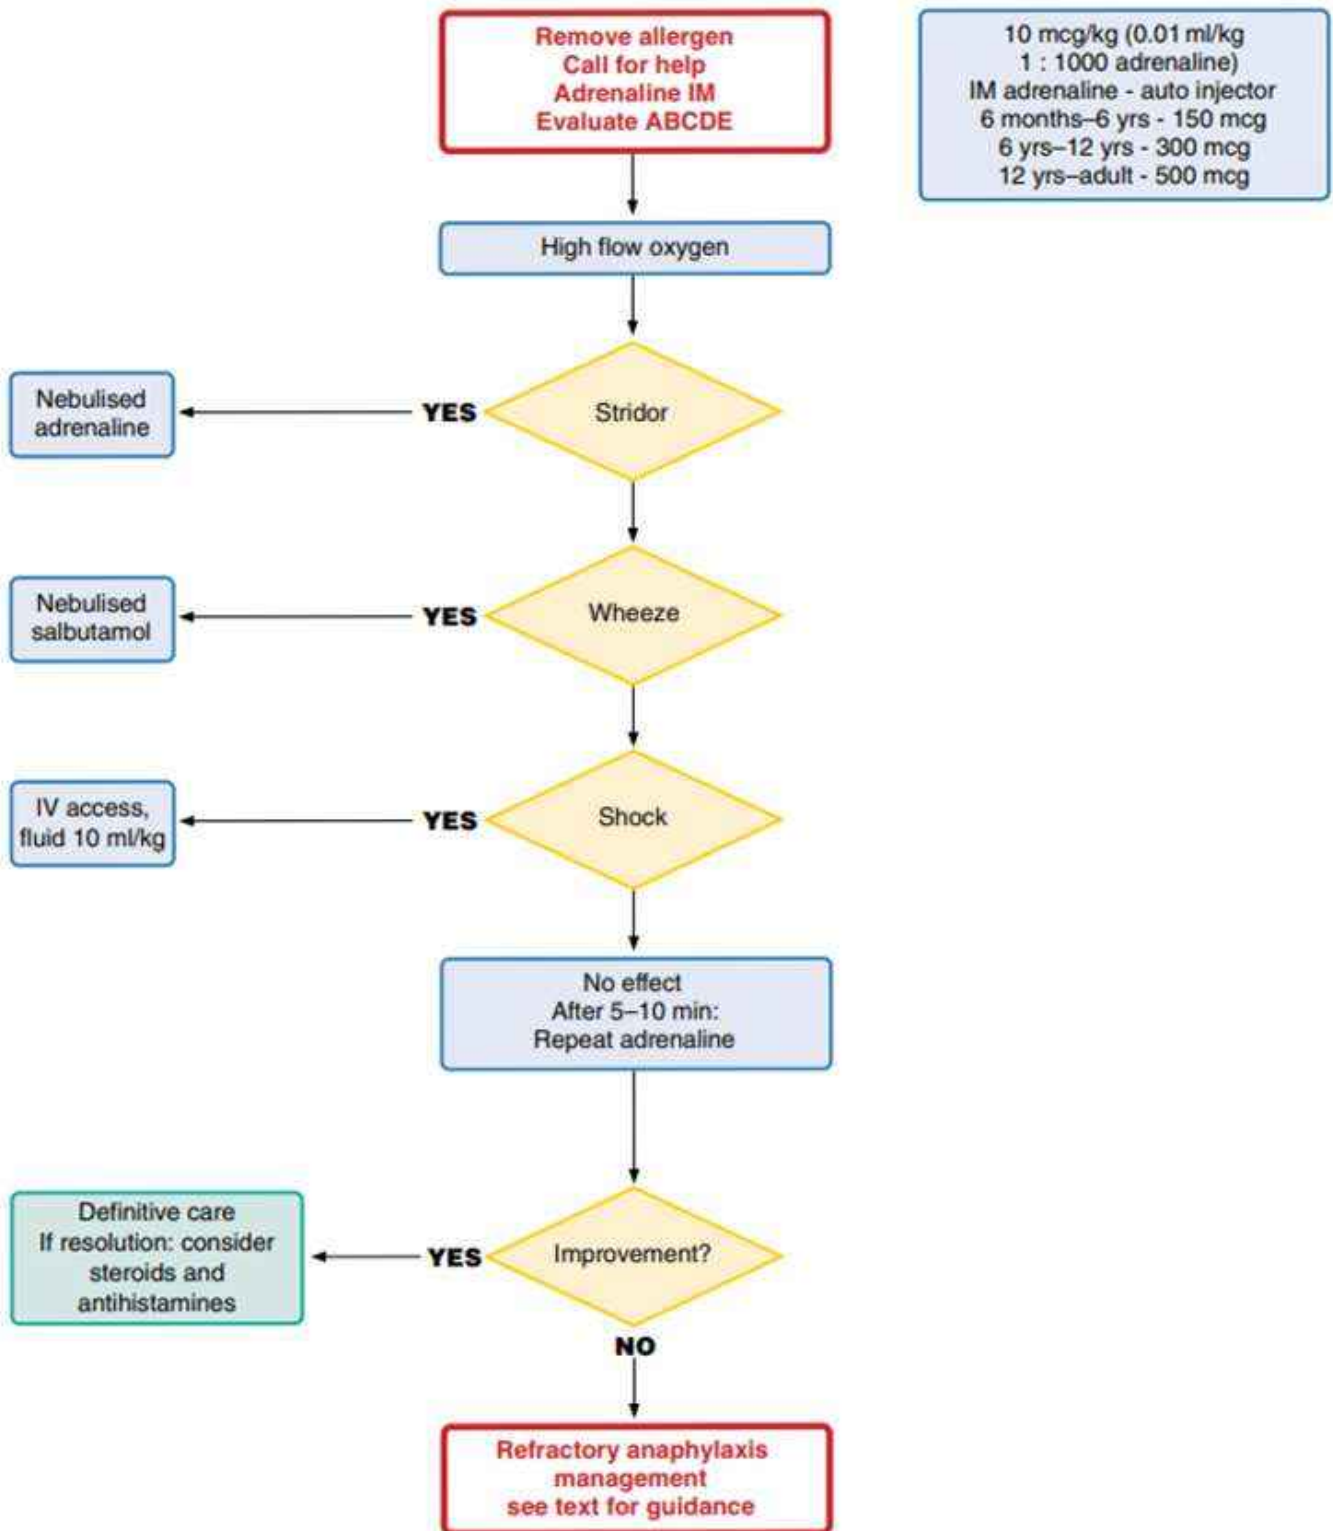 Remove allergen
Call for help
Adrenaline IM
Evaluate ABCDE
10 mcg/kg (0.01 ml/kg
1 : 1000 adrenaline)
IM adrenaline - auto injector
6 months–6 yrs - 150 mcg
6 yrs–12 yrs - 300 mcg
12 yrs–adult - 500 mcg
High flow oxygen
Stridor
YES
Nebulised
adrenaline
Wheeze
YES
Nebulised
salbutamol
Shock
YES
IV access,
fluid 10 ml/kg
No effect
After 5–10 min:
Repeat adrenaline
Improvement?
YES
Definitive care
If resolution: consider
steroids and
antihistamines
NO
Refractory anaphylaxis
management
see text for guidance